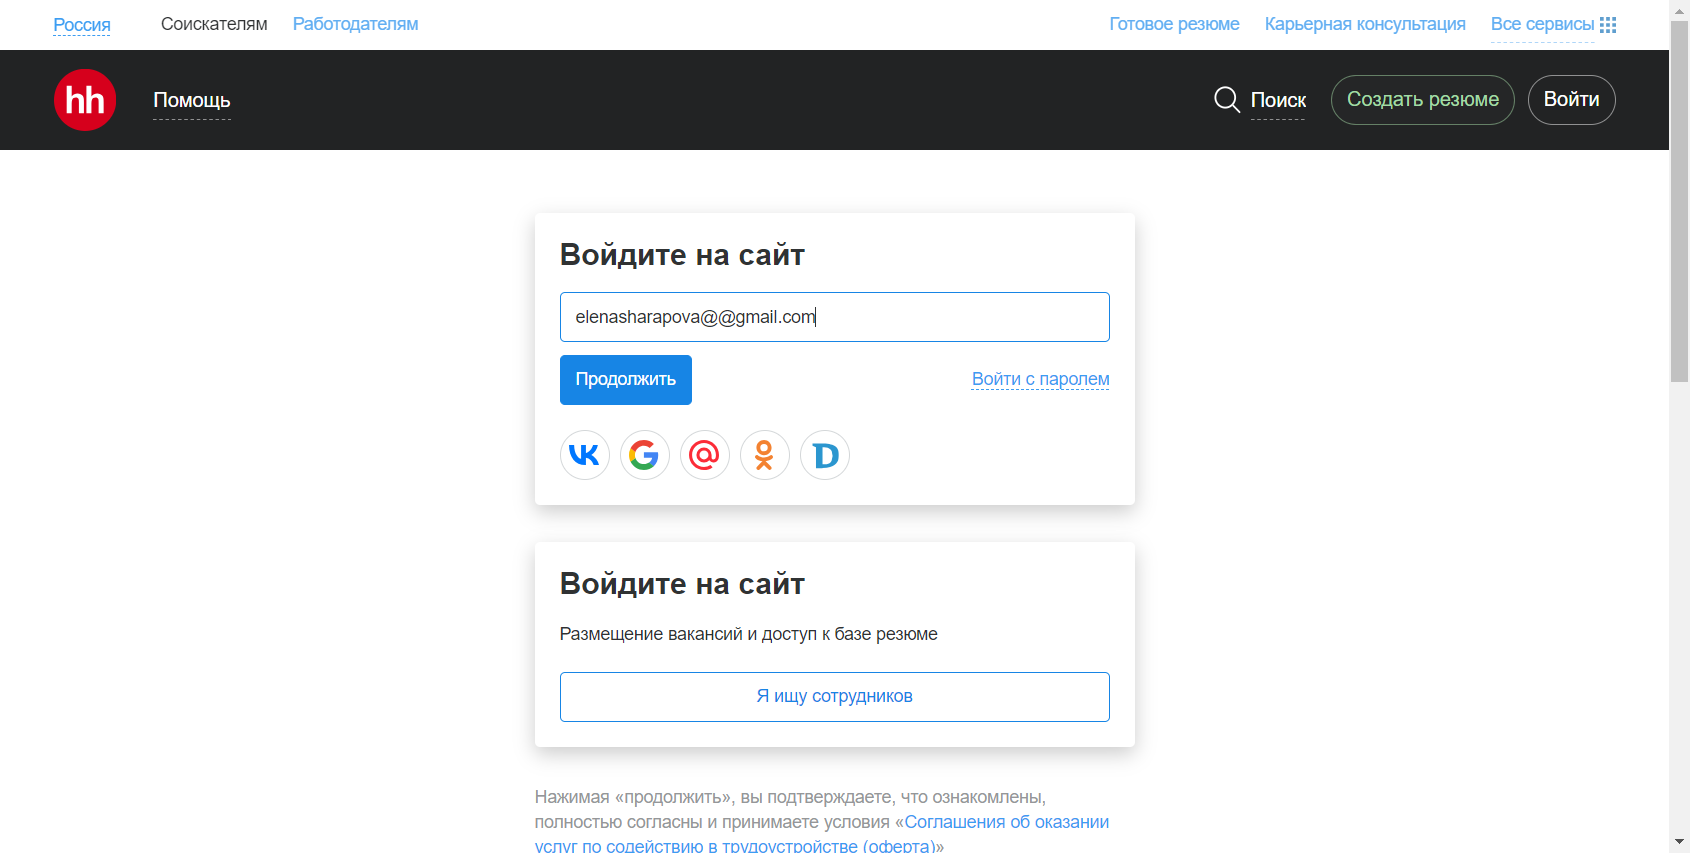 Россия Соискателям Работодателям Готовое резюме Карьерная консультация Все сервисы
hh Помощь Поиск Создать резюме Войти
Войдите на сайт
elenasharapova@@gmail.com
Продолжить Войти с паролем
Войдите на сайт
Размещение вакансий и доступ к базе резюме
Я ищу сотрудников
Нажимая «продолжить», вы подтверждаете, что ознакомлены,
полностью согласны и принимаете условия «Соглашения об оказании
услуг по содействию в трудоустройстве (оферта)»